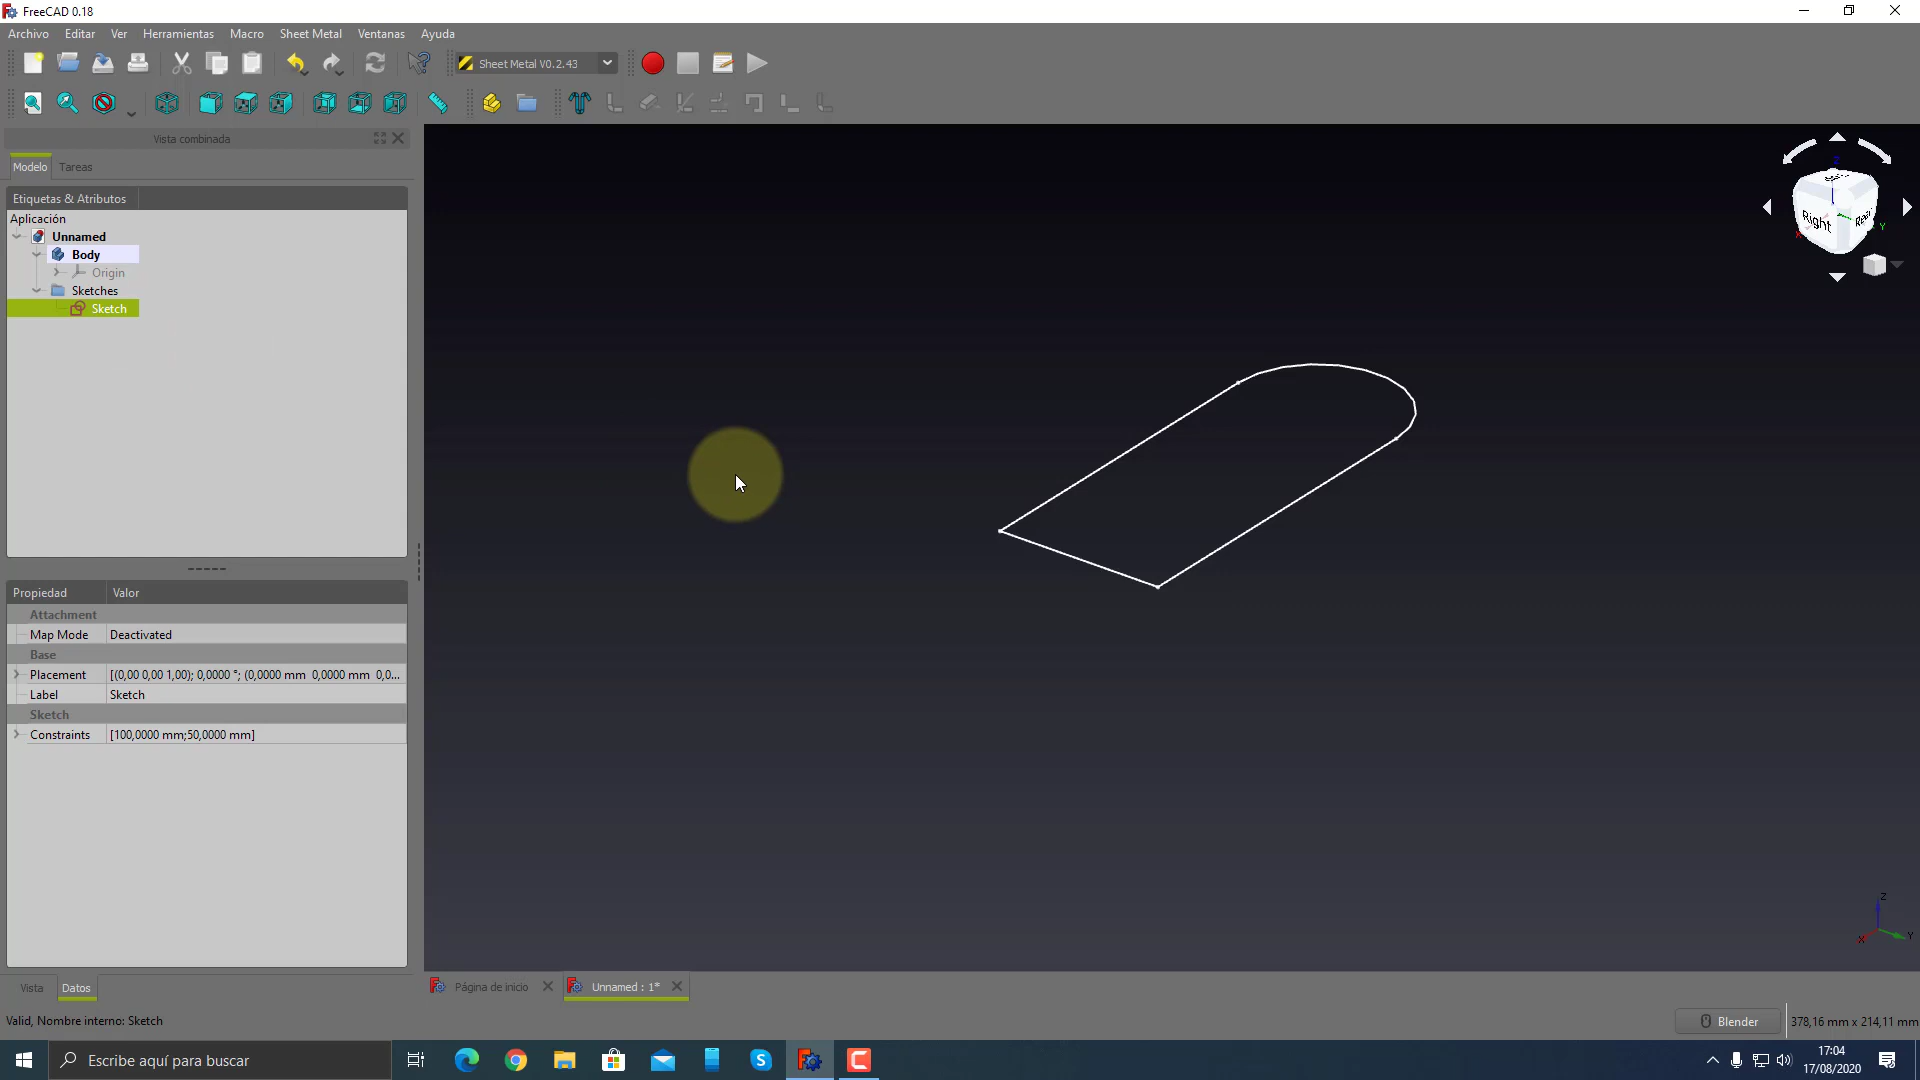 FreeCAD 0.18
Archivo Editar Ver Herramientas Macro Sheet Metal Ventanas Ayuda
Sheet Metal V0.2.43
Vista combinada
Modelo Tareas
Etiquetas & Atributos
Aplicación
Unnamed
Body
Origin
Sketches
Sketch
Z
Right
Y
X
Propiedad Valor
Attachment
Map Mode Deactivated
Base
Placement [(0,00 0,00 1,00); 0,0000 °; (0,0000 mm 0,0000 mm 0,0...
Label Sketch
Sketch
Constraints [100,0000 mm;50,0000 mm]
Z
X
Y
Vista Datos
Página de inicio Unnamed : 1*
Valid, Nombre interno: Sketch
Blender 378,16 mm x 214,11 mm
Escribe aquí para buscar
17:04
17/08/2020